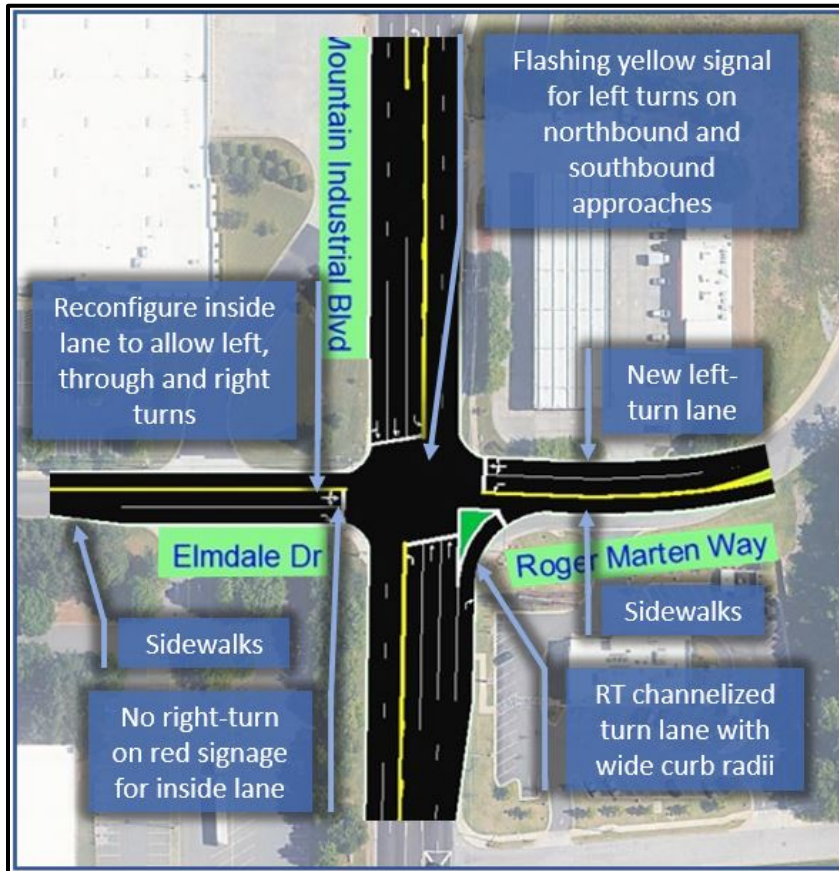 Mountain Industrial Blvd
Flashing yellow signal
for left turns on
northbound and
southbound
approaches
Reconfigure inside
lane to allow left,
through and right
turns
New left-
turn lane
Elmdale Dr
Roger Marten Way
Sidewalks
Sidewalks
No right-turn
on red signage
for inside lane
RT channelized
turn lane with
wide curb radii